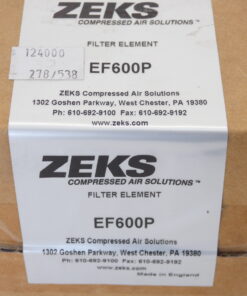 ZEKS
COMPRESSED AIR SOLUTIONS™
124000
278/538
FILTER ELEMENT
EF600P
ZEKS Compressed Air Solutions
1302 Goshen Parkway, West Chester, PA 19380
Ph: 610-692-9100 Fax: 610-692-9192
www.zeks.com
ZEKS
COMPRESSED AIR SOLUTIONS™
FILTER ELEMENT
EF600P
ZEKS Compressed Air Solutions
1302 Goshen Parkway, West Chester, PA 19380
Ph: 610-692-9100 Fax: 610-692-9192
www.zeks.com
Made in England